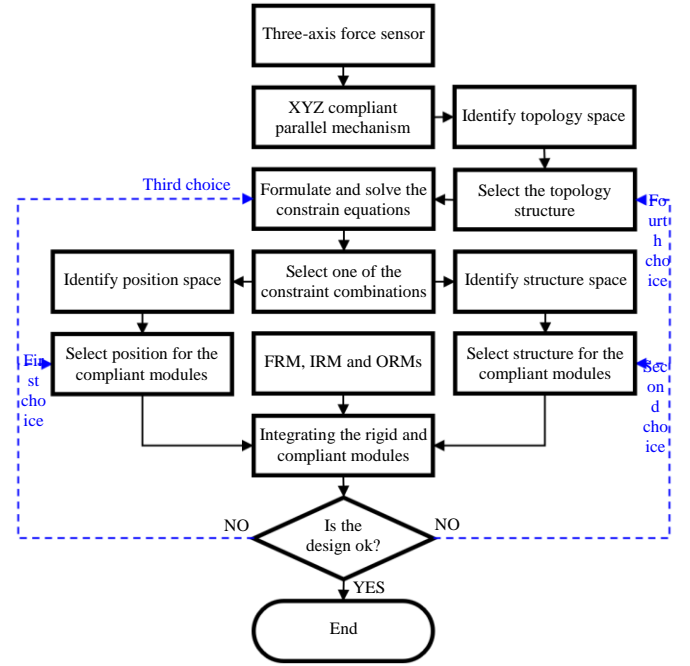 Three-axis force sensor
XYZ compliant
parallel mechanism
Identify topology space
Third choice
Formulate and solve the
constrain equations
Select the topology
structure
Fo
urt
h
cho
ice
Identify position space
Select one of the
constraint combinations
Identify structure space
Fir
st
cho
ice
Select position for the
compliant modules
FRM, IRM and ORMs
Select structure for the
compliant modules
Sec
on
d
cho
ice
Integrating the rigid and
compliant modules
NO
Is the
design ok?
NO
YES
End